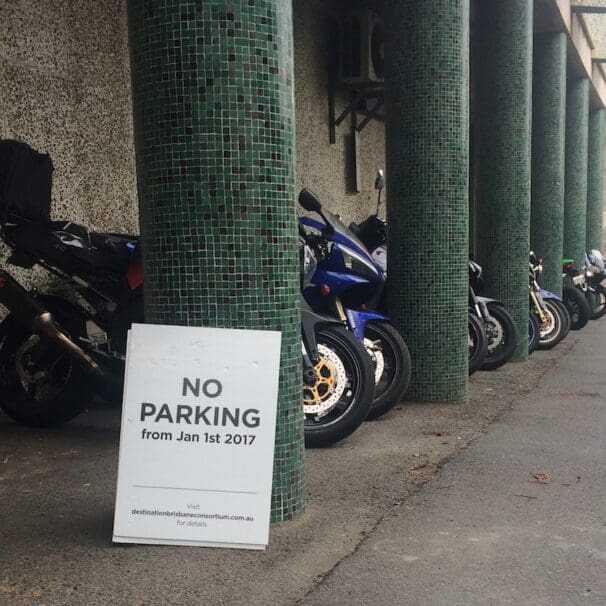 NO
PARKING
from Jan 1st 2017
Visit
destinationbrisbaneconsortium.com.au
for details